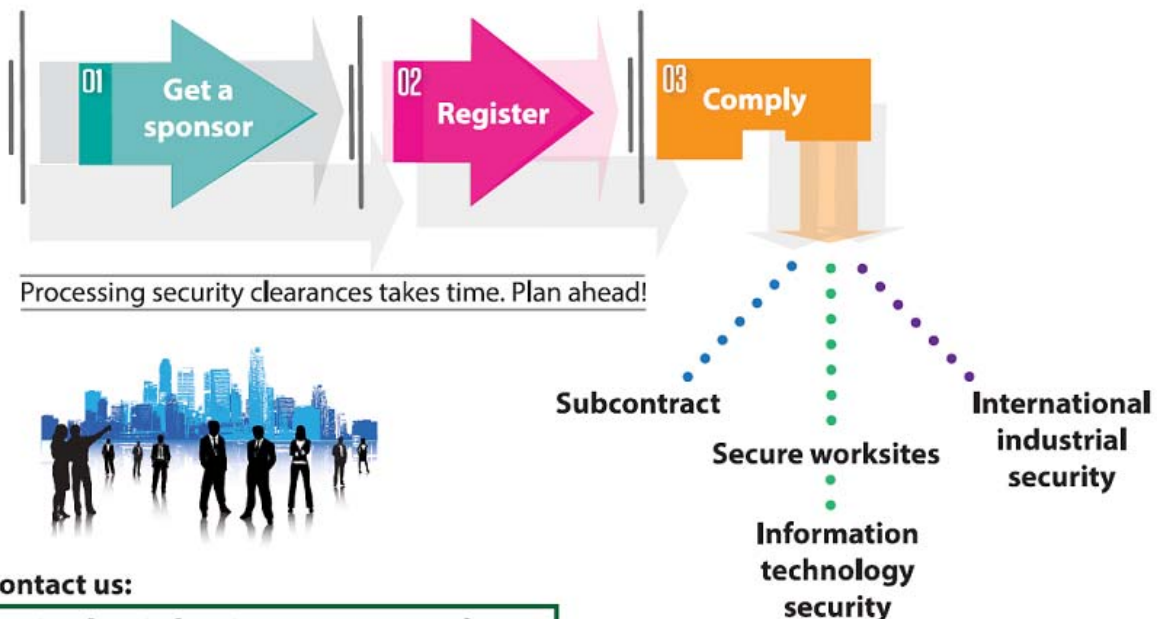 01
Get a
sponsor
02
Register
03
Comply
Processing security clearances takes time. Plan ahead!
Subcontract
Secure worksites
Information
technology
security
International
industrial
security
ontact us: